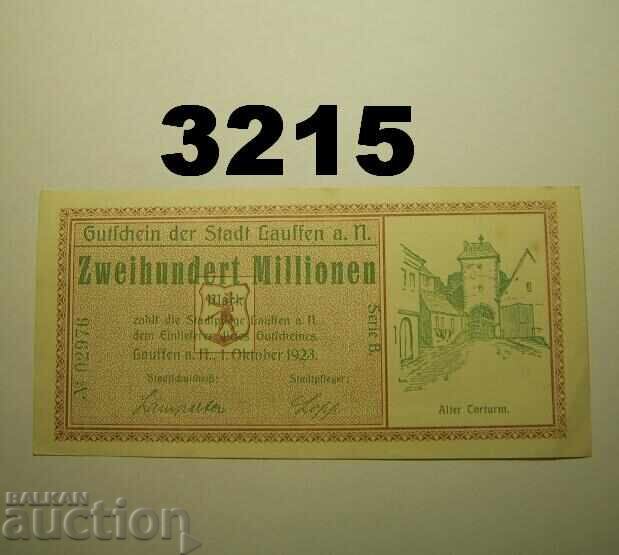 3215
Gutschein der Stadt Lauffen a. N.
Zweihundert Millionen
Mark
zahlt die Stadtpflege Lauffen a. N.
dem Einlieferer dieses Gutscheines.
Lauffen a. N., 1. Oktober 1923.
Stadtschultheiß: Stadtpfleger:
№ 02976
Serie B.
Alter Torturm.
BALKAN
auction